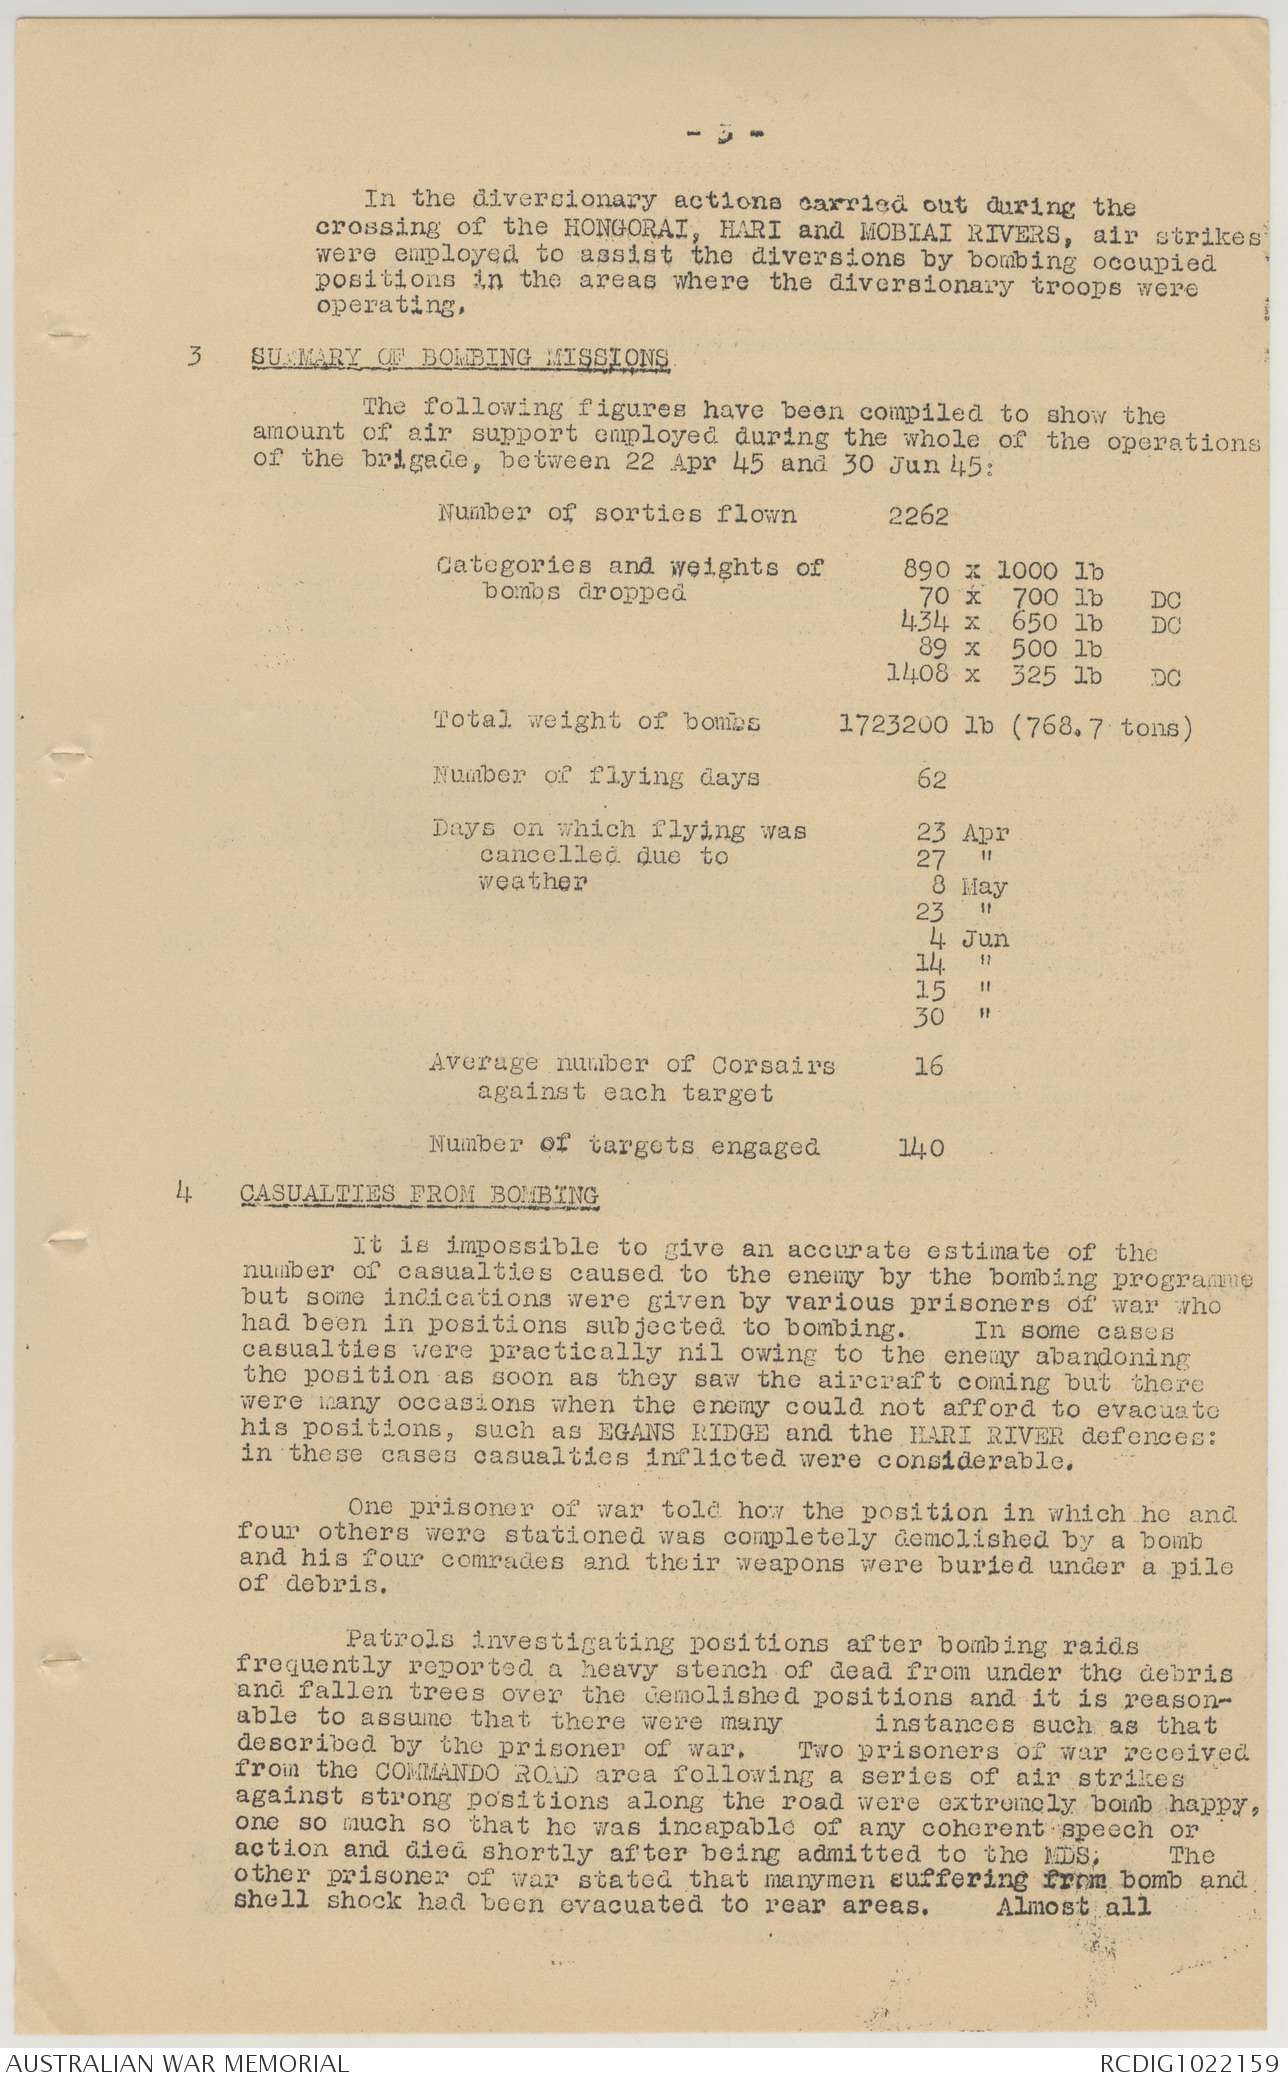 - 3 -
In the diversionary actions carried out during the
crossing of the HONGORAI, HARI and MOBIAI RIVERS, air strikes
were employed to assist the diversions by bombing occupied
positions in the areas where the diversionary troops were
operating.
3 SUMMARY OF BOMBING MISSIONS
The following figures have been compiled to show the
amount of air support employed during the whole of the operations
of the brigade, between 22 Apr 45 and 30 Jun 45:
Number of sorties flown 2262
Categories and weights of 890 x 1000 lb
bombs dropped 70 x 700 lb DC
434 x 650 lb DC
89 x 500 lb
1408 x 325 lb DC
Total weight of bombs 1723200 lb (768.7 tons)
Number of flying days 62
Days on which flying was 23 Apr
cancelled due to 27 "
weather 8 May
23 "
4 Jun
14 "
15 "
30 "
Average number of Corsairs 16
against each target
Number of targets engaged 140
4 CASUALTIES FROM BOMBING
It is impossible to give an accurate estimate of the
number of casualties caused to the enemy by the bombing programme
but some indications were given by various prisoners of war who
had been in positions subjected to bombing. In some cases
casualties were practically nil owing to the enemy abandoning
the position as soon as they saw the aircraft coming but there
were many occasions when the enemy could not afford to evacuate
his positions, such as EGANS RIDGE and the HARI RIVER defences:
in these cases casualties inflicted were considerable.
One prisoner of war told how the position in which he and
four others were stationed was completely demolished by a bomb
and his four comrades and their weapons were buried under a pile
of debris.
Patrols investigating positions after bombing raids
frequently reported a heavy stench of dead from under the debris
and fallen trees over the demolished positions and it is reason-
able to assume that there were many instances such as that
described by the prisoner of war. Two prisoners of war received
from the COMMANDO ROAD area following a series of air strikes
against strong positions along the road were extremely bomb happy,
one so much so that he was incapable of any coherent speech or
action and died shortly after being admitted to the MDS; The
other prisoner of war stated that manymen suffering from bomb and
shell shock had been evacuated to rear areas. Almost all
AUSTRALIAN WAR MEMORIAL RCDIG1022159